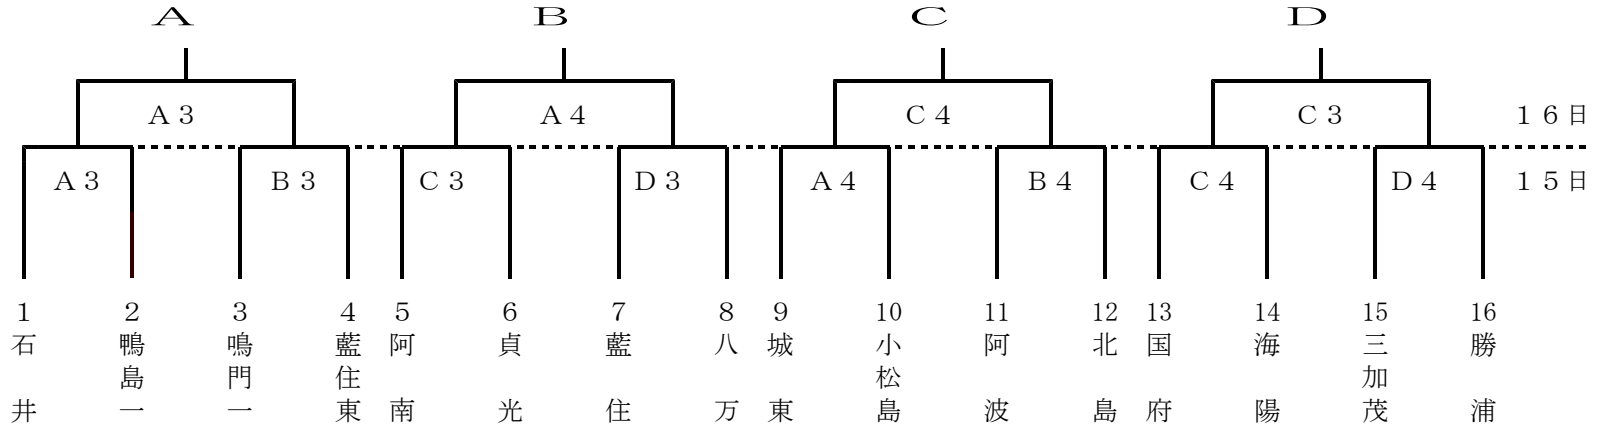 A B C D
A3 A4 C4 C3 16日
A3 B3 C3 D3 A4 B4 C4 D4 15日
1 2 3 4 5 6 7 8 9 10 11 12 13 14 15 16
石井
鴨島一
鳴門一
藍住東
阿南
貞光
藍住
八万
城東
小松島
阿波
北島
国府
海陽
三加茂
勝浦